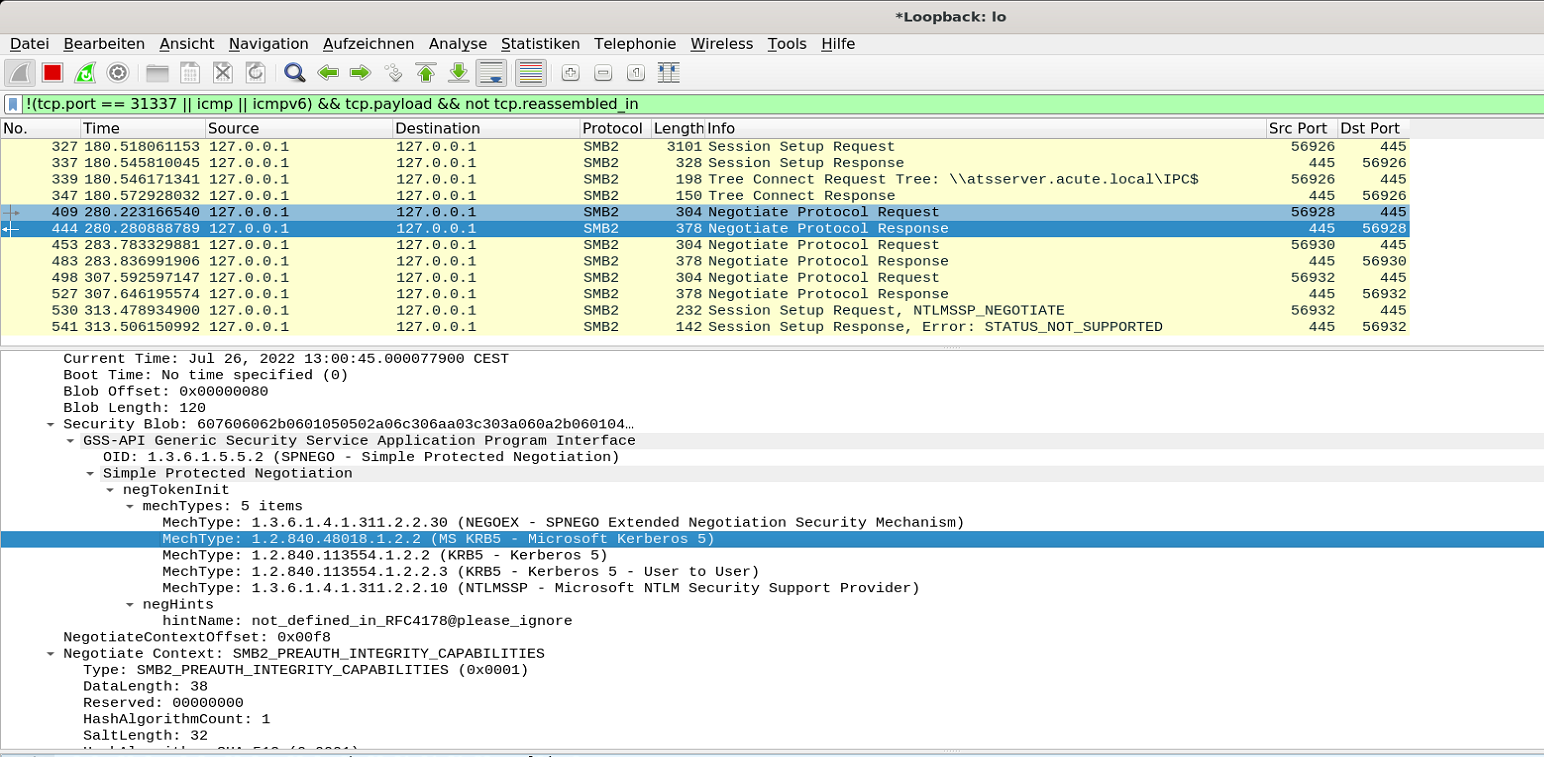 *Loopback: lo
Datei Bearbeiten Ansicht Navigation Aufzeichnen Analyse Statistiken Telephonie Wireless Tools Hilfe
!(tcp.port == 31337 || icmp || icmpv6) && tcp.payload && not tcp.reassembled_in
No. Time Source Destination Protocol Length Info Src Port Dst Port
327 180.518061153 127.0.0.1 127.0.0.1 SMB2 3101 Session Setup Request 56926 445
337 180.545810045 127.0.0.1 127.0.0.1 SMB2 328 Session Setup Response 445 56926
339 180.546171341 127.0.0.1 127.0.0.1 SMB2 198 Tree Connect Request Tree: \\atsserver.acute.local\IPC$ 56926 445
347 180.572928032 127.0.0.1 127.0.0.1 SMB2 150 Tree Connect Response 445 56926
409 280.223166540 127.0.0.1 127.0.0.1 SMB2 304 Negotiate Protocol Request 56928 445
444 280.280888789 127.0.0.1 127.0.0.1 SMB2 378 Negotiate Protocol Response 445 56928
453 283.783329881 127.0.0.1 127.0.0.1 SMB2 304 Negotiate Protocol Request 56930 445
483 283.836991906 127.0.0.1 127.0.0.1 SMB2 378 Negotiate Protocol Response 445 56930
498 307.592597147 127.0.0.1 127.0.0.1 SMB2 304 Negotiate Protocol Request 56932 445
527 307.646195574 127.0.0.1 127.0.0.1 SMB2 378 Negotiate Protocol Response 445 56932
530 313.478934900 127.0.0.1 127.0.0.1 SMB2 232 Session Setup Request, NTLMSSP_NEGOTIATE 56932 445
541 313.506150992 127.0.0.1 127.0.0.1 SMB2 142 Session Setup Response, Error: STATUS_NOT_SUPPORTED 445 56932
Current Time: Jul 26, 2022 13:00:45.000077900 CEST
Boot Time: No time specified (0)
Blob Offset: 0x00000080
Blob Length: 120
Security Blob: 607606062b0601050502a06c306aa03c303a060a2b060104…
GSS-API Generic Security Service Application Program Interface
OID: 1.3.6.1.5.5.2 (SPNEGO - Simple Protected Negotiation)
Simple Protected Negotiation
negTokenInit
mechTypes: 5 items
MechType: 1.3.6.1.4.1.311.2.2.30 (NEGOEX - SPNEGO Extended Negotiation Security Mechanism)
MechType: 1.2.840.48018.1.2.2 (MS KRB5 - Microsoft Kerberos 5)
MechType: 1.2.840.113554.1.2.2 (KRB5 - Kerberos 5)
MechType: 1.2.840.113554.1.2.2.3 (KRB5 - Kerberos 5 - User to User)
MechType: 1.3.6.1.4.1.311.2.2.10 (NTLMSSP - Microsoft NTLM Security Support Provider)
negHints
hintName: not_defined_in_RFC4178@please_ignore
NegotiateContextOffset: 0x00f8
Negotiate Context: SMB2_PREAUTH_INTEGRITY_CAPABILITIES
Type: SMB2_PREAUTH_INTEGRITY_CAPABILITIES (0x0001)
DataLength: 38
Reserved: 00000000
HashAlgorithmCount: 1
SaltLength: 32